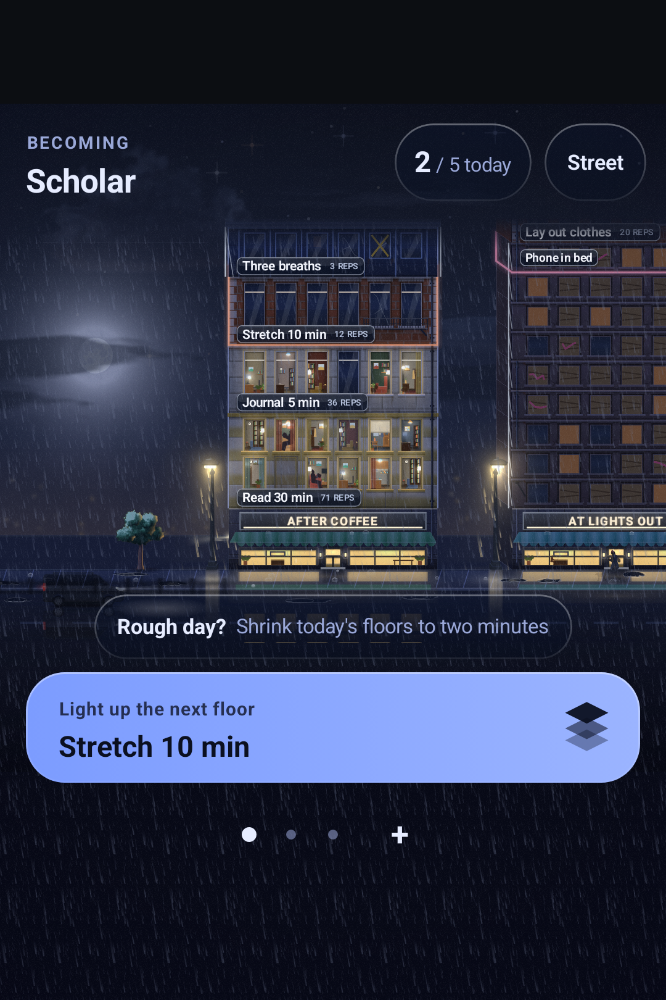 BECOMING
Scholar
2 / 5 today
Street
Three breaths 3 REPS
Stretch 10 min 12 REPS
Journal 5 min 36 REPS
Read 30 min 71 REPS
AFTER COFFEE
Lay out clothes 20 REPS
Phone in bed
AT LIGHTS OUT
Rough day? Shrink today's floors to two minutes
Light up the next floor
Stretch 10 min
+